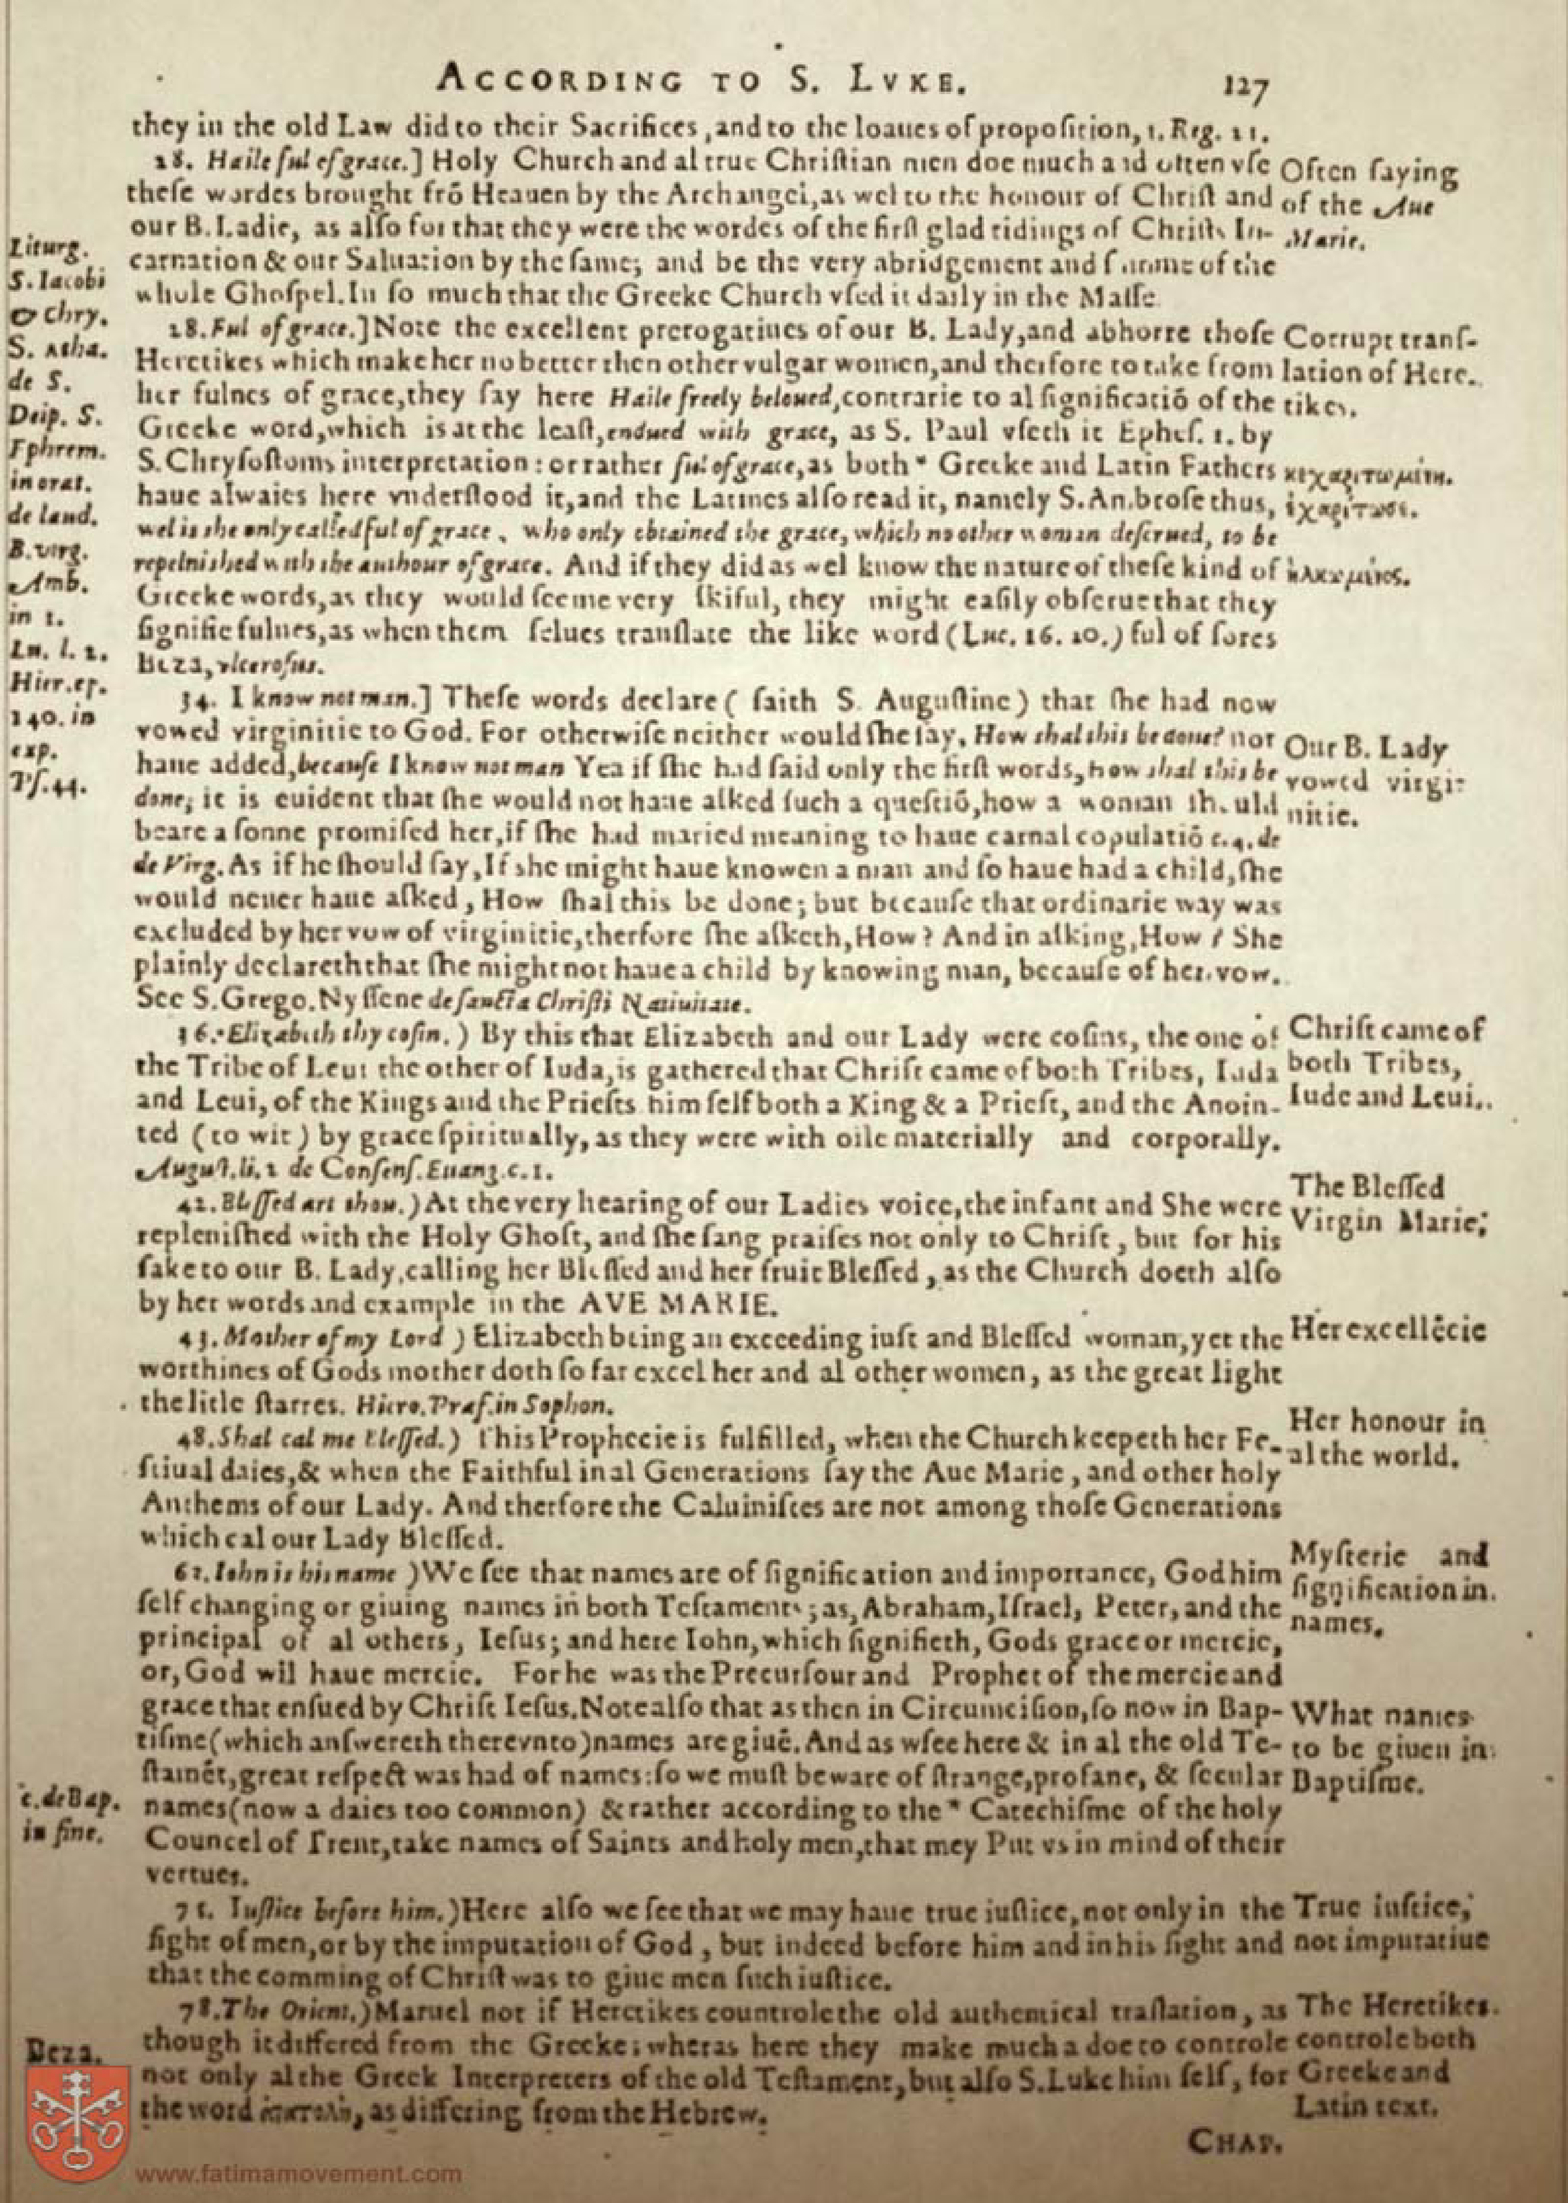 ACCORDING TO S. LVKE. 127
they in the old Law did to their Sacrifices, and to the loaues of proposition, 1. Reg. 21.
28. Haile ful of grace.] Holy Church and al true Christian men doe much and often vse
these wordes brought frō Heauen by the Archangel, as wel to the honour of Christ and
our B. Ladie, as also for that they were the wordes of the first glad tidings of Christs In-
carnation & our Saluation by the same; and be the very abridgement and summe of the
whole Ghospel. In so much that the Greeke Church vsed it daily in the Masse.
Often saying
of the Aue
Marie.
Liturg.
S. Iacobi
& Chry.
S. Atha.
de S.
Deip. S.
Ephrem.
in orat.
de laud.
B. virg.
Amb.
in 1.
Lu. l. 2.
Hier. ep.
140. in
exp.
Ps. 44.
28. Ful of grace.] Note the excellent prerogatiues of our B. Lady, and abhorre those
Heretikes which make her no better then other vulgar women, and therfore to take from
her fulnes of grace, they say here Haile freely beloued, contrarie to al significatiō of the
Greeke word, which is at the least, endued with grace, as S. Paul vseth it Ephes. 1. by
S. Chrysostoms interpretation: or rather ful of grace, as both * Greeke and Latin Fathers
haue alwaies here vnderstood it, and the Latines also read it, namely S. Ambrose thus,
wel is she only called ful of grace, who only obtained the grace, which no other woman deserued, to be
repelnished with the authour of grace. And if they did as wel know the nature of these kind of
Greeke words, as they would seeme very skiful, they might easily obserue that they
signifie fulnes, as when them selues translate the like word (Luc. 16. 20.) ful of sores
Beza, vlcerosus.
Corrupt trans-
lation of Here-
tikes.
κεχαριτωμένη.
ἐχαρίτωσε.
ἡλκωμένος.
34. I know not man.] These words declare ( saith S. Augustine) that she had now
vowed virginitie to God. For otherwise neither would she say, How shal this be done? nor
haue added, because I know not man Yea if she had said only the first words, how shal this be
done, it is euident that she would not haue asked such a questiō, how a woman should
beare a sonne promised her, if she had maried meaning to haue carnal copulatiō c. 4. de
de Virg. As if he should say, If she might haue knowen a man and so haue had a child, she
would neuer haue asked, How shal this be done; but because that ordinarie way was
excluded by her vow of virginitie, therfore she asketh, How? And in asking, How? She
plainly declareth that she might not haue a child by knowing man, because of her vow.
See S. Grego. Nyssene de sancta Christi Natiuitate.
Our B. Lady
vowed virgi-
nitie.
36. Elizabeth thy cosin.) By this that Elizabeth and our Lady were cosins, the one of
the Tribe of Leui the other of Iuda, is gathered that Christ came of both Tribes, Iuda
and Leui, of the Kings and the Priests him self both a King & a Priest, and the Anoin-
ted (to wit) by grace spiritually, as they were with oile materially and corporally.
August. li. 2 de Consens. Euang. c. 1.
Christ came of
both Tribes,
Iude and Leui.
42. Blessed art thou.) At the very hearing of our Ladies voice, the infant and She were
replenished with the Holy Ghost, and she sang praises not only to Christ, but for his
sake to our B. Lady, calling her Blessed and her fruit Blessed, as the Church doeth also
by her words and example in the AVE MARIE.
The Blessed
Virgin Marie;
43. Mother of my Lord ) Elizabeth being an exceeding iust and Blessed woman, yet the
worthines of Gods mother doth so far excel her and al other women, as the great light
the litle starres. Hiero. Præf. in Sophon.
Her excellēcie
48. Shal cal me blessed.) This Prophecie is fulfilled, when the Church keepeth her Fe-
stiual daies, & when the Faithful in al Generations say the Aue Marie, and other holy
Anthems of our Lady. And therfore the Caluinistes are not among those Generations
which cal our Lady Blessed.
Her honour in
al the world.
63. Iohn is his name ) We see that names are of signification and importance, God him
self changing or giuing names in both Testaments; as, Abraham, Israel, Peter, and the
principal of al others, Iesus; and here Iohn, which signifieth, Gods grace or mercie,
or, God wil haue mercie. For he was the Precursour and Prophet of the mercie and
grace that ensued by Christ Iesus. Note also that as then in Circumcision, so now in Bap-
tisme (which answereth therevnto) names are giuē. And as wsee here & in al the old Te-
stamēt, great respect was had of names: so we must beware of strange, profane, & secular
names (now a daies too common) & rather according to the * Catechisme of the holy
Councel of Trent, take names of Saints and holy men, that mey Put vs in mind of their
vertues.
Mysterie and
signification in
names.
What names
to be giuen in
Baptisme.
c. de Bap.
in fine.
75. Iustice before him.) Here also we see that we may haue true iustice, not only in the
sight of men, or by the imputation of God, but indeed before him and in his sight and
that the comming of Christ was to giue men such iustice.
True iustice,
not imputatiue
78. The Orient.) Maruel not if Heretikes countrole the old authentical trāslation, as
though it differed from the Greeke: wheras here they make much a doe to controle
not only al the Greek Interpreters of the old Testament, but also S. Luke him self, for
the word ἀνατολὴ, as differing from the Hebrew.
The Heretikes
controle both
Greeke and
Latin text.
Beza.
CHAP.
www.fatimamovement.com